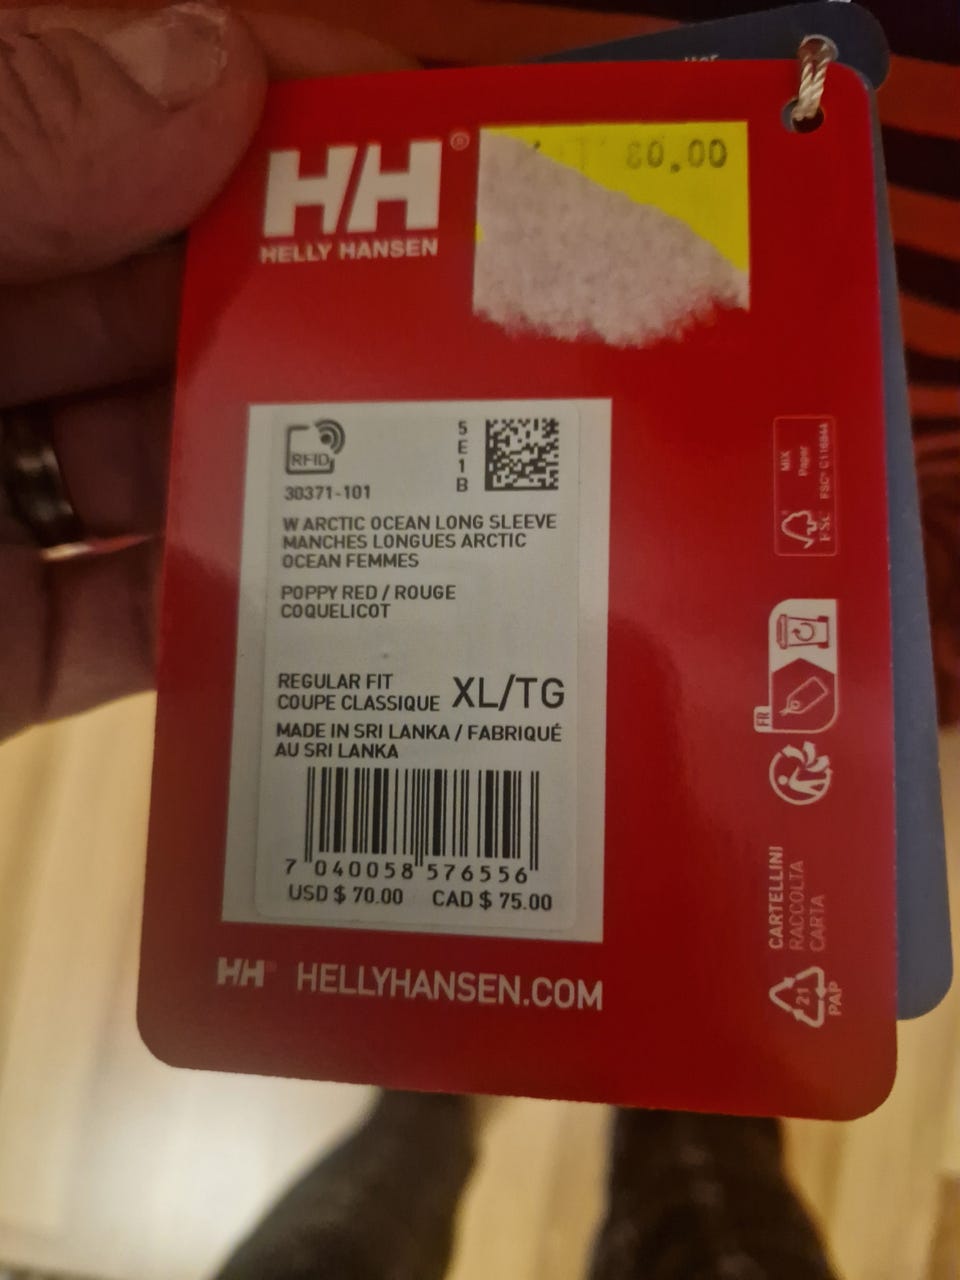 HH®
HELLY HANSEN
80,00
RFID
5
E
1
B
30371-101
W ARCTIC OCEAN LONG SLEEVE
MANCHES LONGUES ARCTIC
OCEAN FEMMES
POPPY RED / ROUGE
COQUELICOT
REGULAR FIT
COUPE CLASSIQUE XL/TG
MADE IN SRI LANKA / FABRIQUÉ
AU SRI LANKA
7 040058 576556
USD $ 70.00 CAD $ 75.00
HH HELLYHANSEN.COM
MIX
Paper
FSC
FR
CARTELLINI
RACCOLTA
CARTA
21
PAP